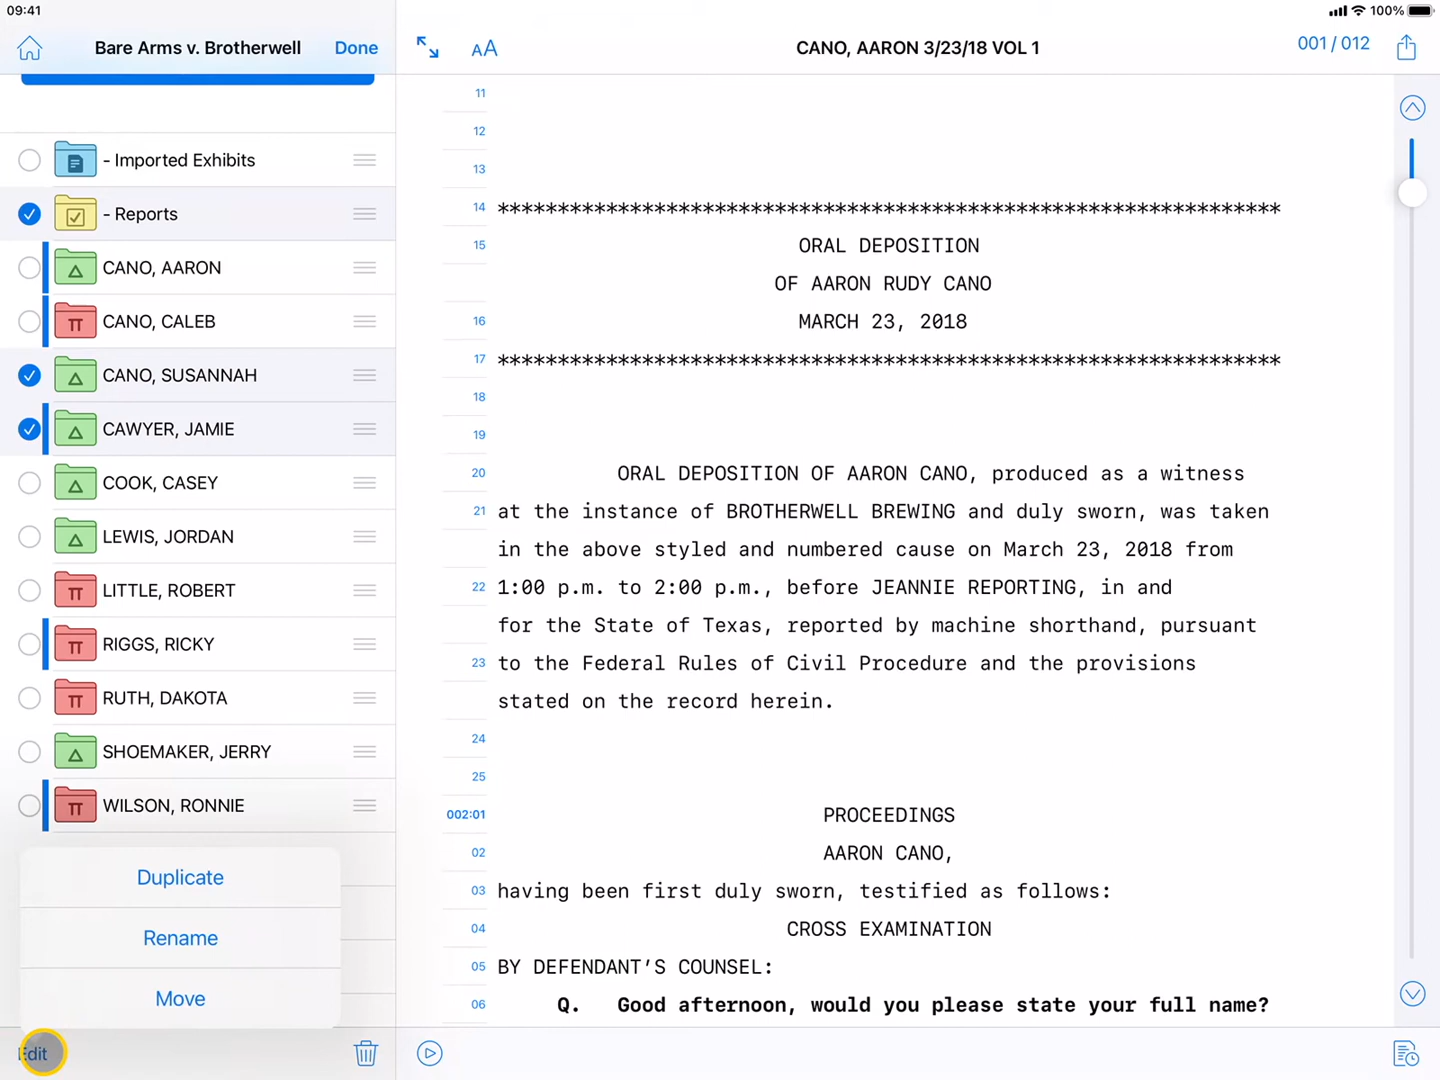 09:41
100%
Bare Arms v. Brotherwell
Done
AA
CANO, AARON 3/23/18 VOL 1
001 / 012
- Imported Exhibits
- Reports
CANO, AARON
CANO, CALEB
CANO, SUSANNAH
CAWYER, JAMIE
COOK, CASEY
LEWIS, JORDAN
LITTLE, ROBERT
RIGGS, RICKY
RUTH, DAKOTA
SHOEMAKER, JERRY
WILSON, RONNIE
Duplicate
Rename
Move
Edit
11
12
13
14 *****************************************************************
15 ORAL DEPOSITION
OF AARON RUDY CANO
16 MARCH 23, 2018
17 *****************************************************************
18
19
20 ORAL DEPOSITION OF AARON CANO, produced as a witness
21 at the instance of BROTHERWELL BREWING and duly sworn, was taken
in the above styled and numbered cause on March 23, 2018 from
22 1:00 p.m. to 2:00 p.m., before JEANNIE REPORTING, in and
for the State of Texas, reported by machine shorthand, pursuant
23 to the Federal Rules of Civil Procedure and the provisions
stated on the record herein.
24
25
002:01 PROCEEDINGS
02 AARON CANO,
03 having been first duly sworn, testified as follows:
04 CROSS EXAMINATION
05 BY DEFENDANT'S COUNSEL:
06 Q. Good afternoon, would you please state your full name?